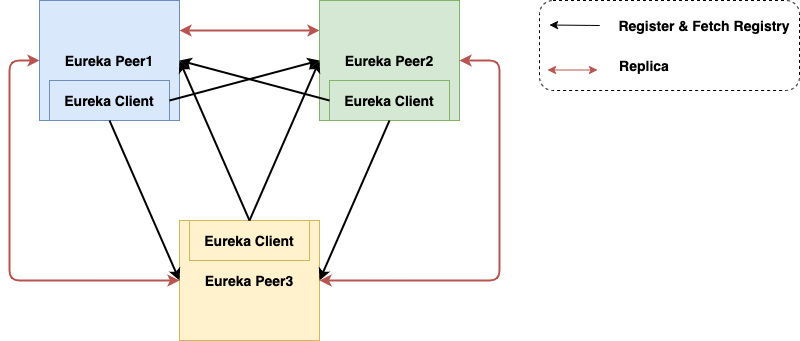 Eureka Peer1
Eureka Client
Eureka Peer2
Eureka Client
Eureka Client
Eureka Peer3
Register & Fetch Registry
Replica